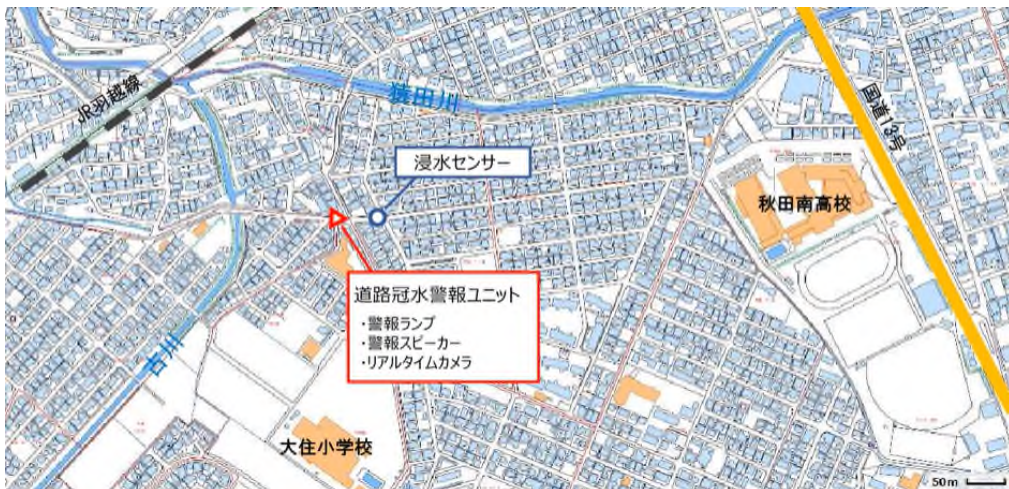 JR羽越線
猿田川
国道13号
浸水センサー
秋田南高校
道路冠水警報ユニット
・警報ランプ
・警報スピーカー
・リアルタイムカメラ
古川
大住小学校
50m